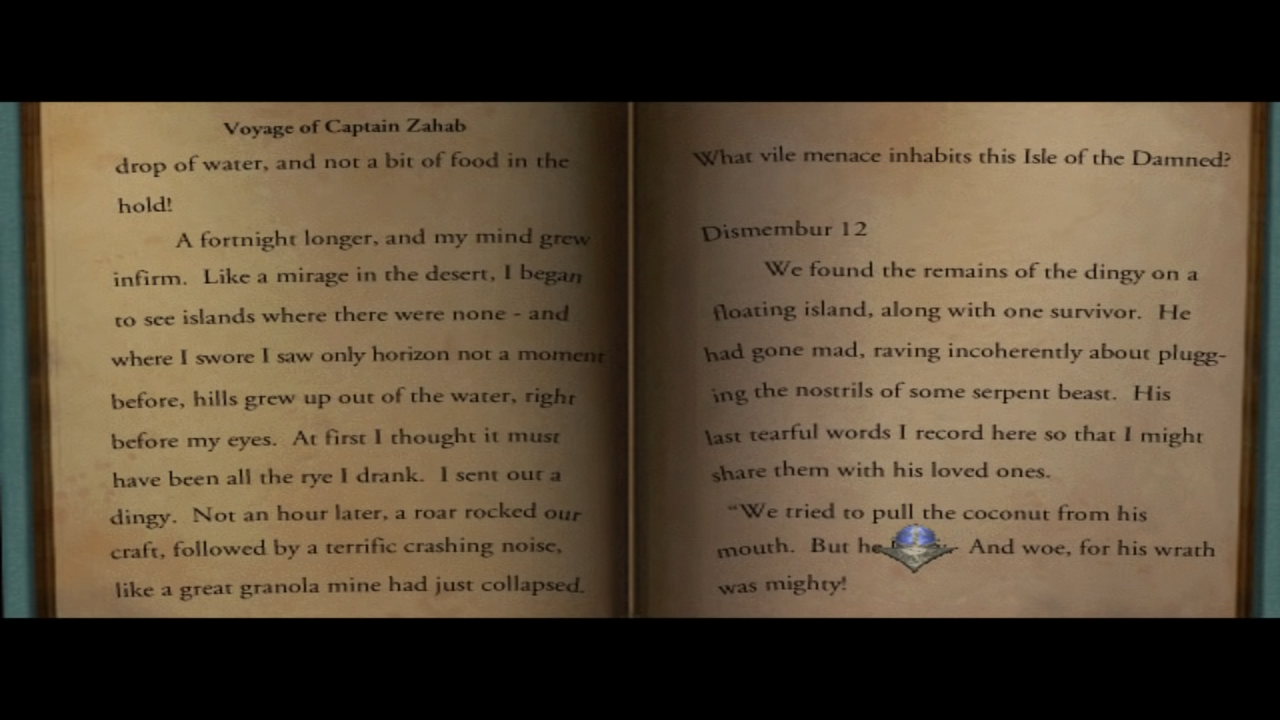 Voyage of Captain Zahab
drop of water, and not a bit of food in the
hold!
A fortnight longer, and my mind grew
infirm. Like a mirage in the desert, I began
to see islands where there were none - and
where I swore I saw only horizon not a moment
before, hills grew up out of the water, right
before my eyes. At first I thought it must
have been all the rye I drank. I sent out a
dingy. Not an hour later, a roar rocked our
craft, followed by a terrific crashing noise,
like a great granola mine had just collapsed.
What vile menace inhabits this Isle of the Damned?
Dismembur 12
We found the remains of the dingy on a
floating island, along with one survivor. He
had gone mad, raving incoherently about plugg-
ing the nostrils of some serpent beast. His
last tearful words I record here so that I might
share them with his loved ones.
"We tried to pull the coconut from his
mouth. But he And woe, for his wrath
was mighty!